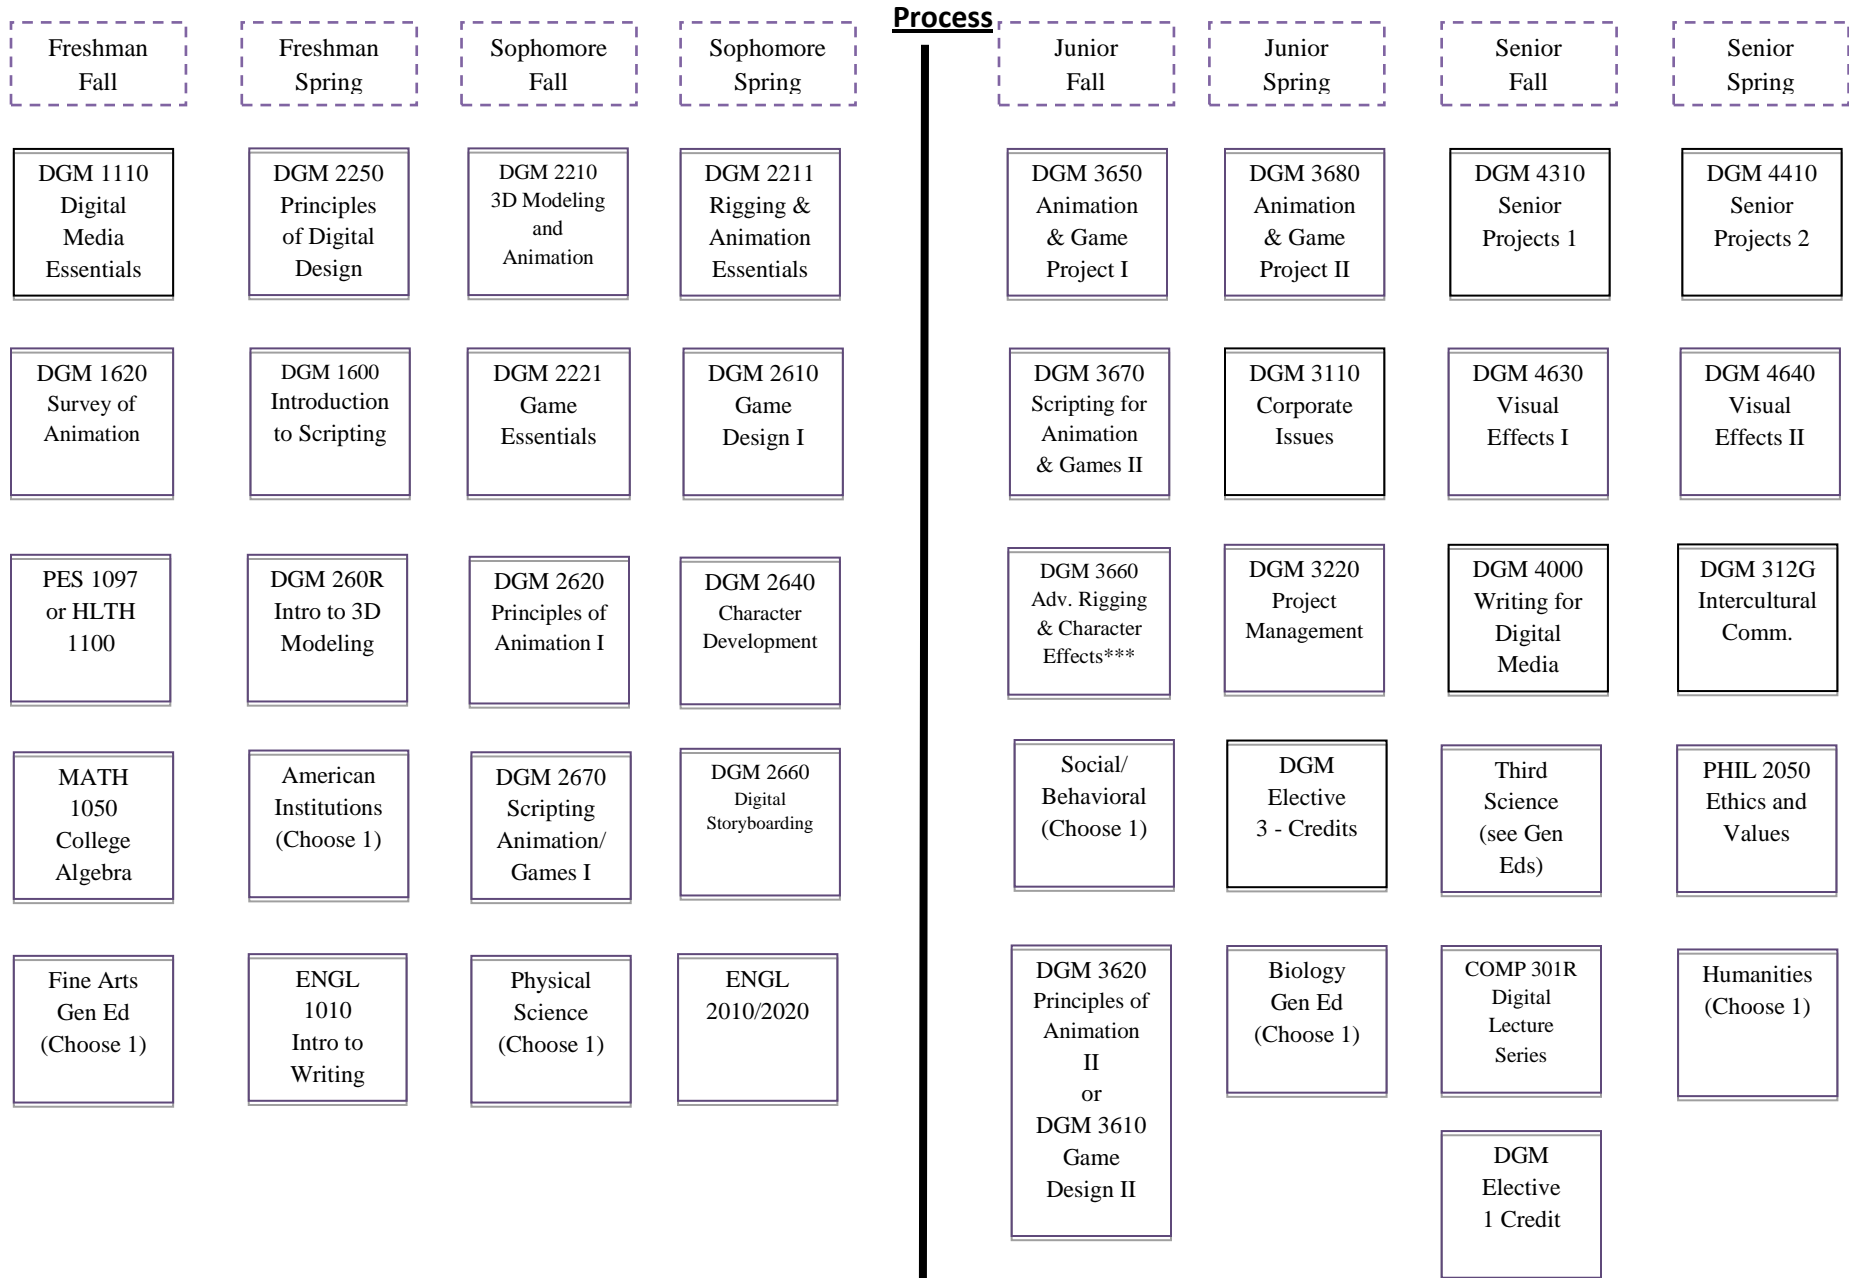 Process
Freshman
Fall
Freshman
Spring
Sophomore
Fall
Sophomore
Spring
Junior
Fall
Junior
Spring
Senior
Fall
Senior
Spring
DGM 1110
Digital
Media
Essentials
DGM 2250
Principles
of Digital
Design
DGM 2210
3D Modeling
and
Animation
DGM 2211
Rigging &
Animation
Essentials
DGM 3650
Animation
& Game
Project I
DGM 3680
Animation
& Game
Project II
DGM 4310
Senior
Projects 1
DGM 4410
Senior
Projects 2
DGM 1620
Survey of
Animation
DGM 1600
Introduction
to Scripting
DGM 2221
Game
Essentials
DGM 2610
Game
Design I
DGM 3670
Scripting for
Animation
& Games II
DGM 3110
Corporate
Issues
DGM 4630
Visual
Effects I
DGM 4640
Visual
Effects II
PES 1097
or HLTH
1100
DGM 260R
Intro to 3D
Modeling
DGM 2620
Principles of
Animation I
DGM 2640
Character
Development
DGM 3660
Adv. Rigging
& Character
Effects***
DGM 3220
Project
Management
DGM 4000
Writing for
Digital
Media
DGM 312G
Intercultural
Comm.
MATH
1050
College
Algebra
American
Institutions
(Choose 1)
DGM 2670
Scripting
Animation/
Games I
DGM 2660
Digital
Storyboarding
Social/
Behavioral
(Choose 1)
DGM
Elective
3 - Credits
Third
Science
(see Gen
Eds)
PHIL 2050
Ethics and
Values
Fine Arts
Gen Ed
(Choose 1)
ENGL
1010
Intro to
Writing
Physical
Science
(Choose 1)
ENGL
2010/2020
DGM 3620
Principles of
Animation
II
or
DGM 3610
Game
Design II
Biology
Gen Ed
(Choose 1)
COMP 301R
Digital
Lecture
Series
Humanities
(Choose 1)
DGM
Elective
1 Credit